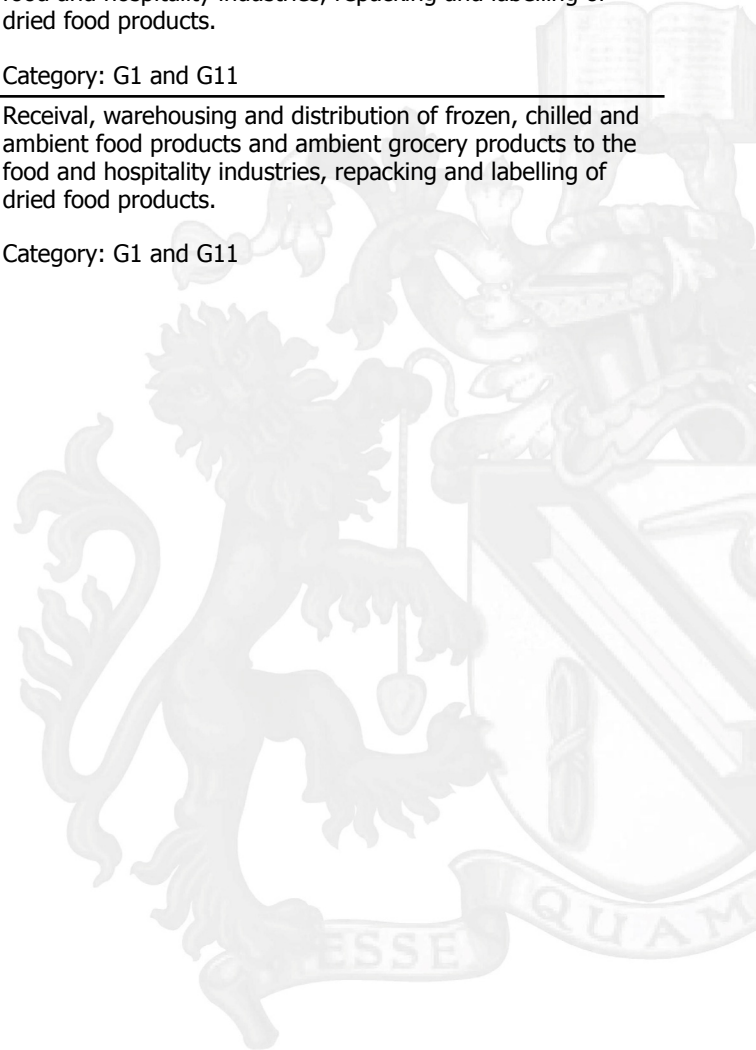 dried food products.
Category: G1 and G11
Receival, warehousing and distribution of frozen, chilled and
ambient food products and ambient grocery products to the
food and hospitality industries, repacking and labelling of
dried food products.
Category: G1 and G11
ESSE
QUAM